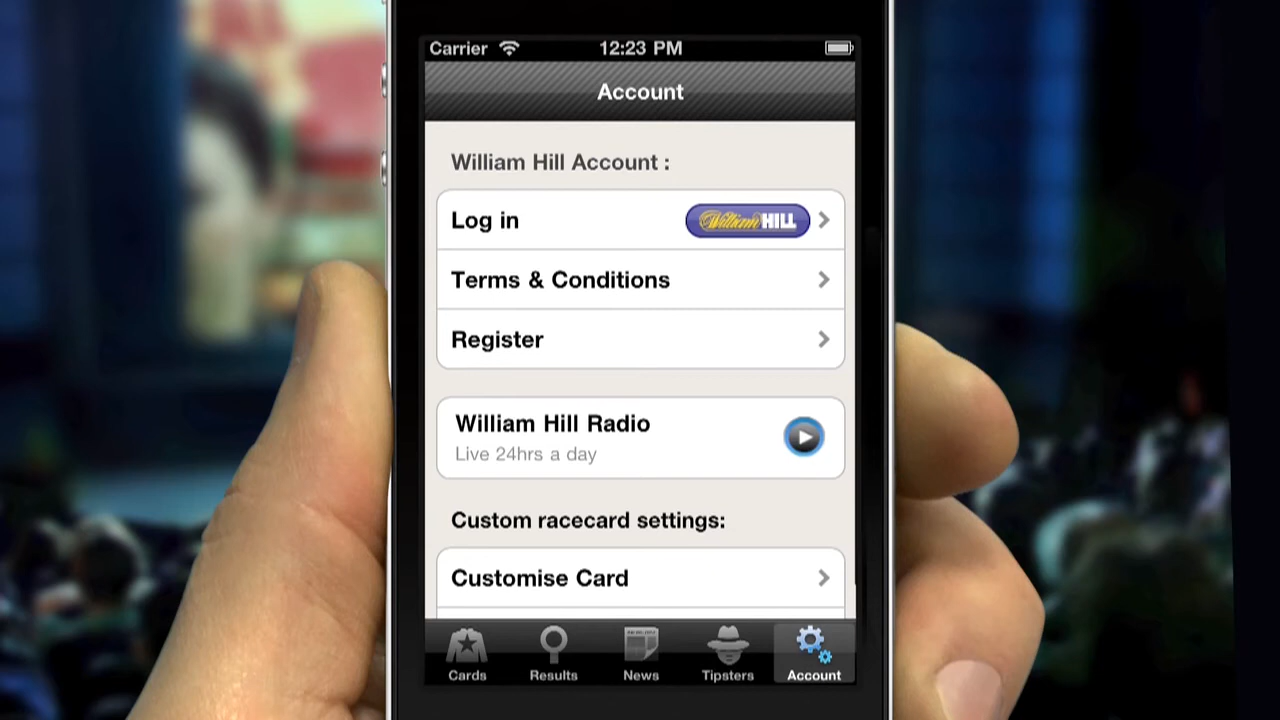 Carrier 12:23 PM
Account
William Hill Account :
Log in William HILL
Terms & Conditions
Register
William Hill Radio
Live 24hrs a day
Custom racecard settings:
Customise Card
Cards Results News Tipsters Account